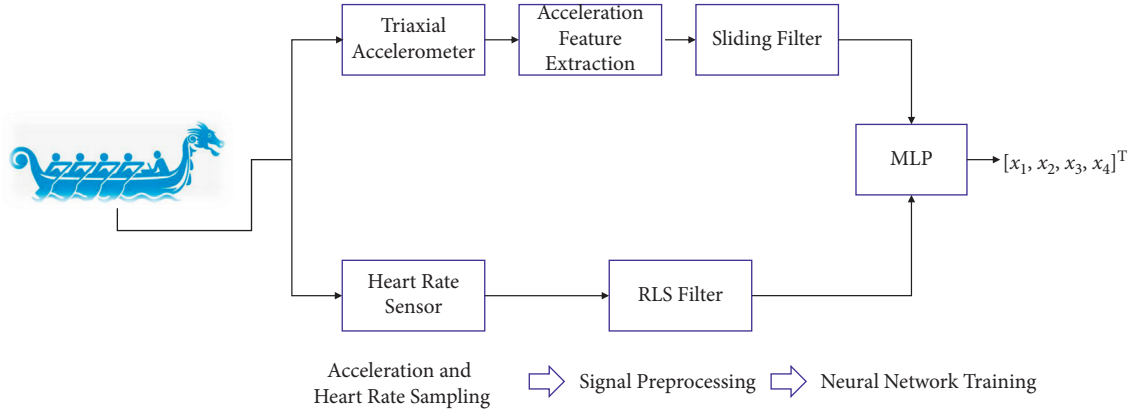 Triaxial
Accelerometer
Acceleration
Feature
Extraction
Sliding Filter
MLP
[x₁, x₂, x₃, x₄]ᵀ
Heart Rate
Sensor
RLS Filter
Acceleration and
Heart Rate Sampling
Signal Preprocessing
Neural Network Training